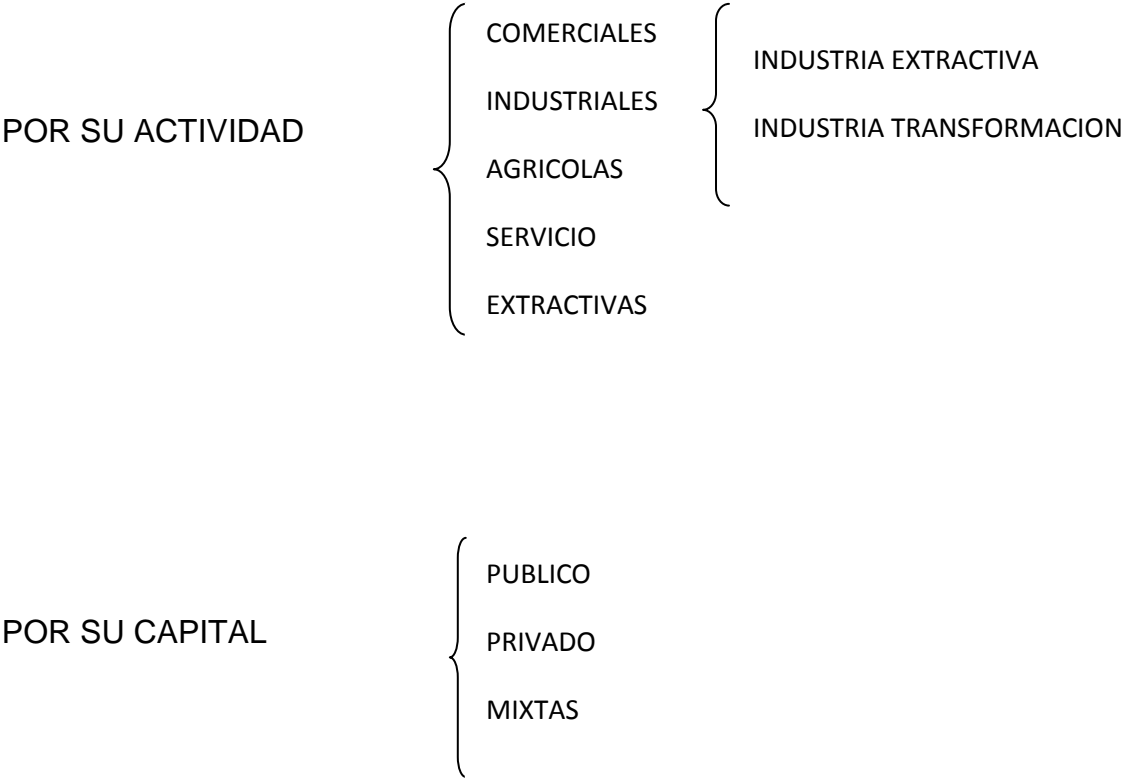 POR SU ACTIVIDAD
COMERCIALES
INDUSTRIALES
AGRICOLAS
SERVICIO
EXTRACTIVAS
INDUSTRIA EXTRACTIVA
INDUSTRIA TRANSFORMACION
POR SU CAPITAL
PUBLICO
PRIVADO
MIXTAS